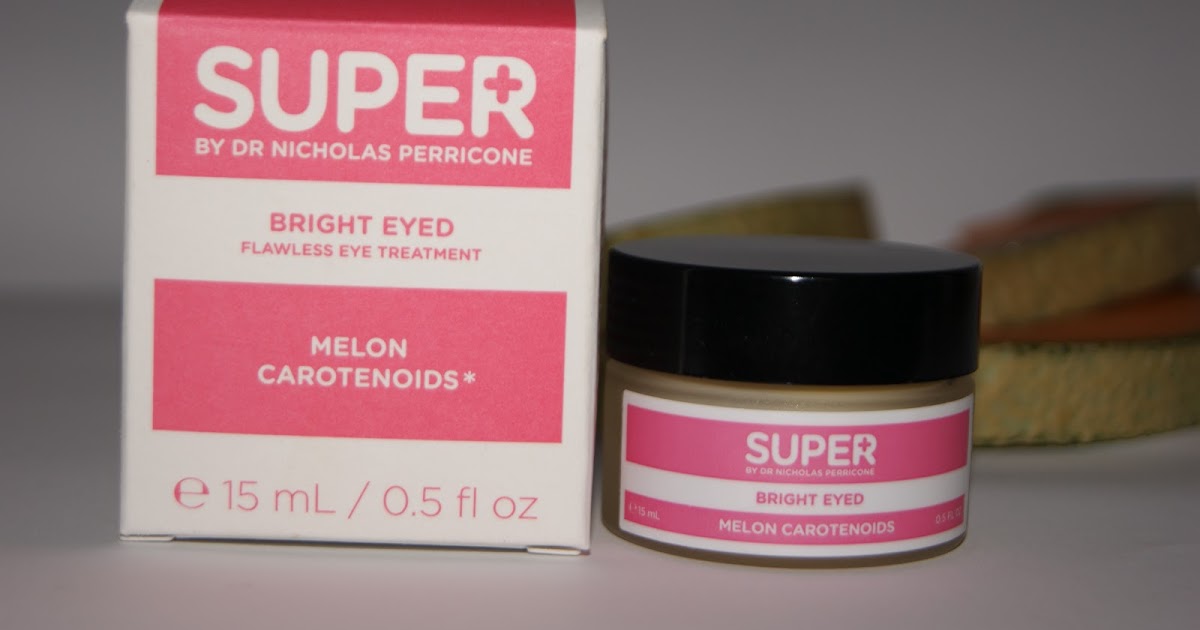 SUPER
BY DR NICHOLAS PERRICONE
BRIGHT EYED
FLAWLESS EYE TREATMENT
MELON
CAROTENOIDS*
℮ 15 mL / 0.5 fl oz
SUPER
BY DR NICHOLAS PERRICONE
BRIGHT EYED
℮ 15 mL
MELON CAROTENOIDS
0.5 FL OZ